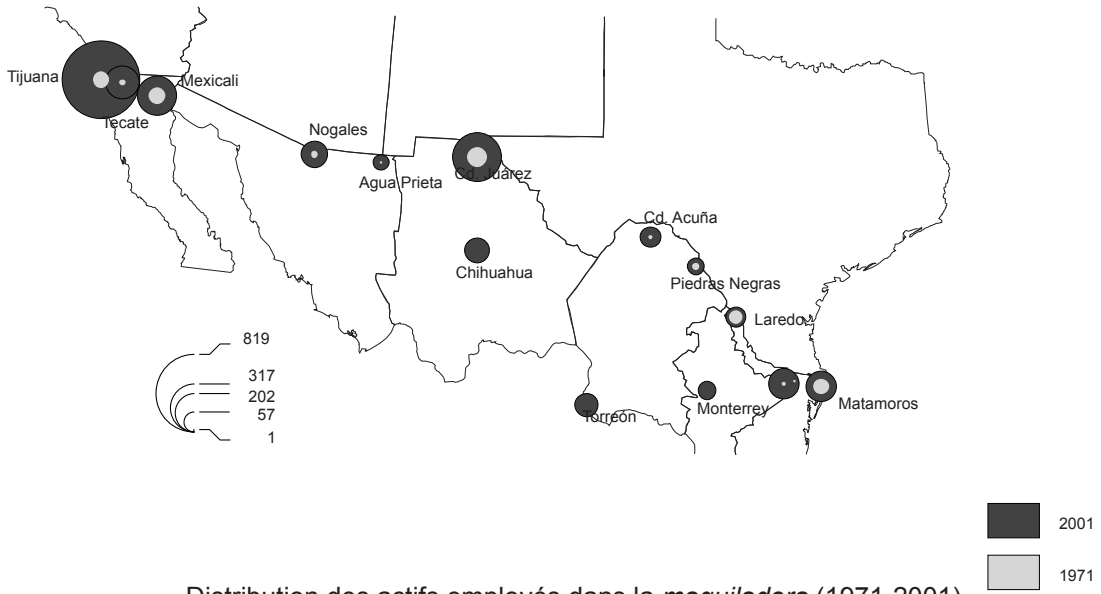 Tijuana
Mexicali
Tecate
Nogales
Agua Prieta
Cd. Juárez
Chihuahua
Cd. Acuña
Piedras Negras
Laredo
Monterrey
Matamoros
Torreón
819
317
202
57
1
2001
1971
Distribution des actifs employés dans la maquiladora (1971-2001)